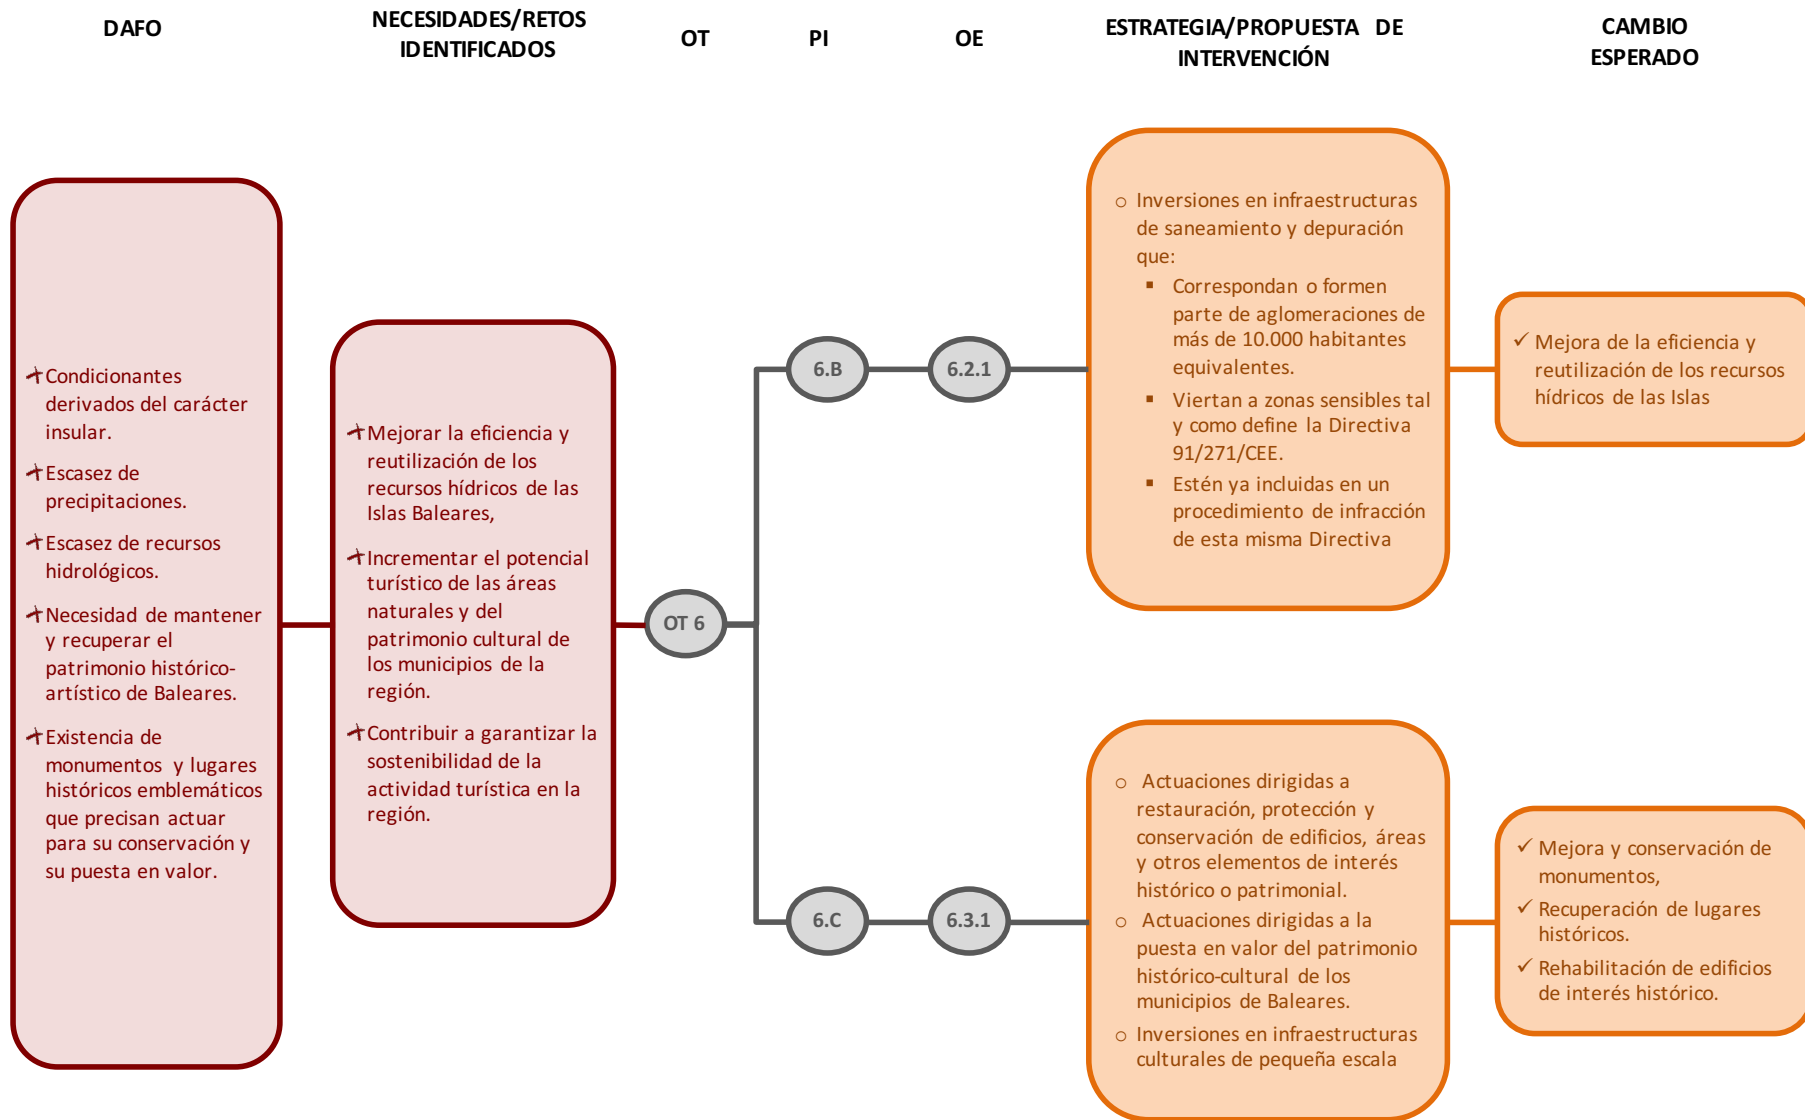 DAFO
NECESIDADES/RETOS
IDENTIFICADOS
OT
PI
OE
ESTRATEGIA/PROPUESTA DE
INTERVENCIÓN
CAMBIO
ESPERADO
Condicionantes
derivados del carácter
insular.
Escasez de
precipitaciones.
Escasez de recursos
hidrológicos.
Necesidad de mantener
y recuperar el
patrimonio histórico-
artístico de Baleares.
Existencia de
monumentos y lugares
históricos emblemáticos
que precisan actuar
para su conservación y
su puesta en valor.
Mejorar la eficiencia y
reutilización de los
recursos hídricos de las
Islas Baleares,
Incrementar el potencial
turístico de las áreas
naturales y del
patrimonio cultural de
los municipios de la
región.
Contribuir a garantizar la
sostenibilidad de la
actividad turística en la
región.
OT 6
6.B
6.2.1
○ Inversiones en infraestructuras
de saneamiento y depuración
que:
▪ Correspondan o formen
parte de aglomeraciones de
más de 10.000 habitantes
equivalentes.
▪ Viertan a zonas sensibles tal
y como define la Directiva
91/271/CEE.
▪ Estén ya incluidas en un
procedimiento de infracción
de esta misma Directiva
✓ Mejora de la eficiencia y
reutilización de los recursos
hídricos de las Islas
6.C
6.3.1
○ Actuaciones dirigidas a
restauración, protección y
conservación de edificios, áreas
y otros elementos de interés
histórico o patrimonial.
○ Actuaciones dirigidas a la
puesta en valor del patrimonio
histórico-cultural de los
municipios de Baleares.
○ Inversiones en infraestructuras
culturales de pequeña escala
✓ Mejora y conservación de
monumentos,
✓ Recuperación de lugares
históricos.
✓ Rehabilitación de edificios
de interés histórico.